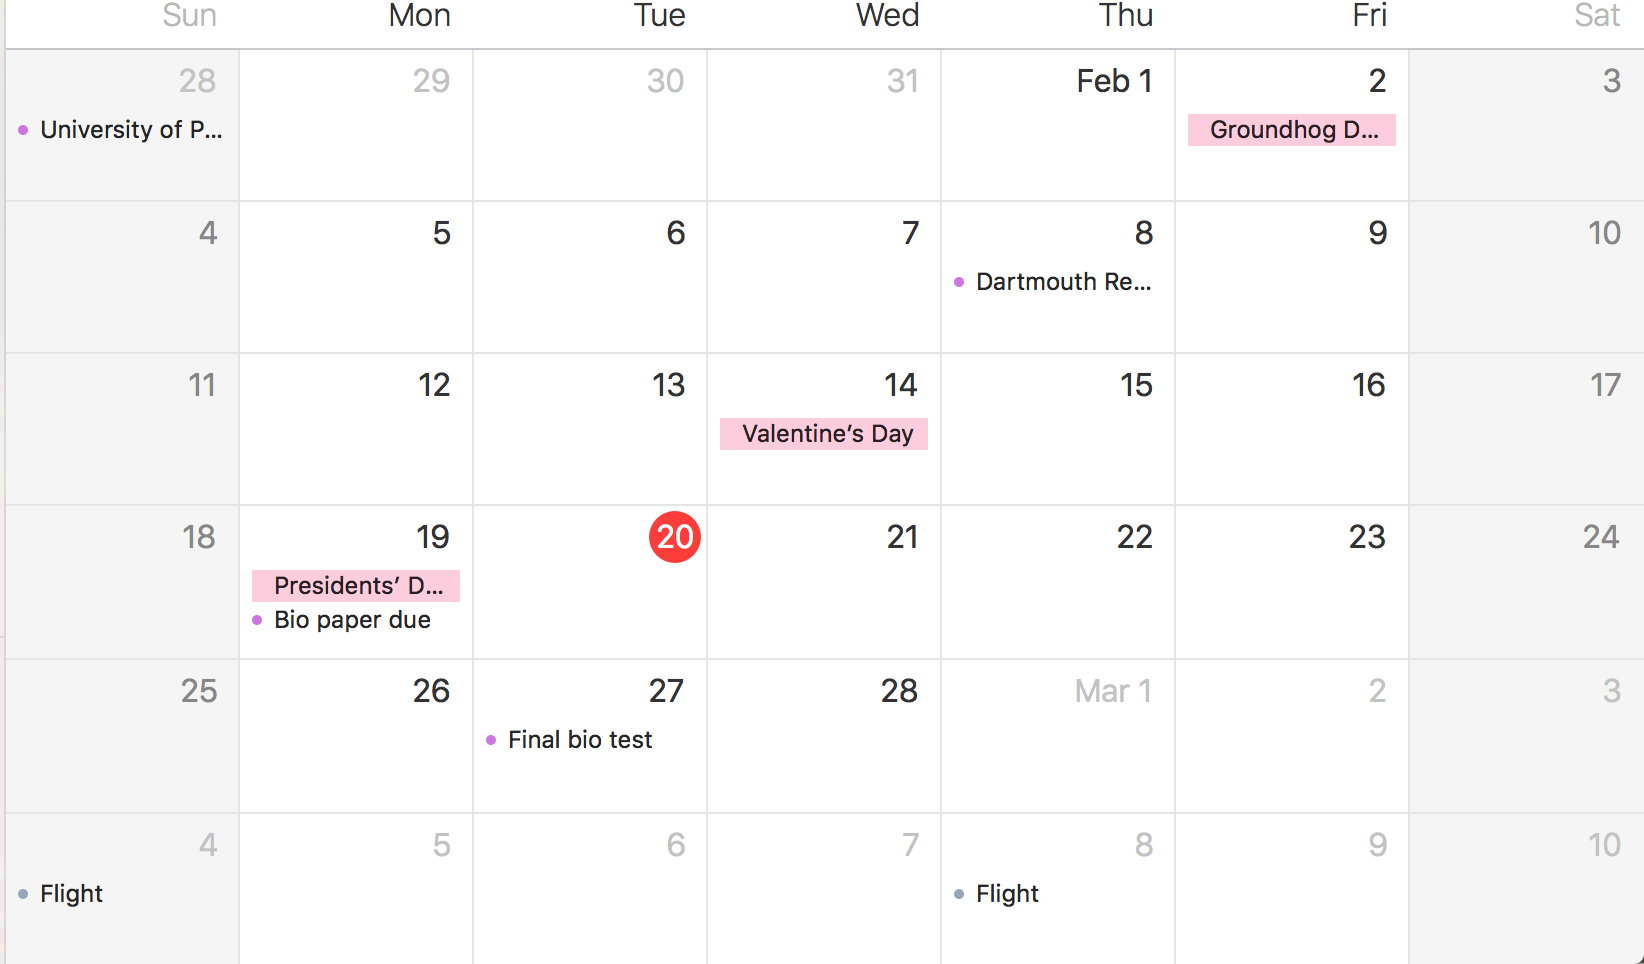 Sun Mon Tue Wed Thu Fri Sat
28 29 30 31 Feb 1 2 3
University of P... Groundhog D...
4 5 6 7 8 9 10
Dartmouth Re...
11 12 13 14 15 16 17
Valentine’s Day
18 19 20 21 22 23 24
Presidents’ D...
Bio paper due
25 26 27 28 Mar 1 2 3
Final bio test
4 5 6 7 8 9 10
Flight Flight